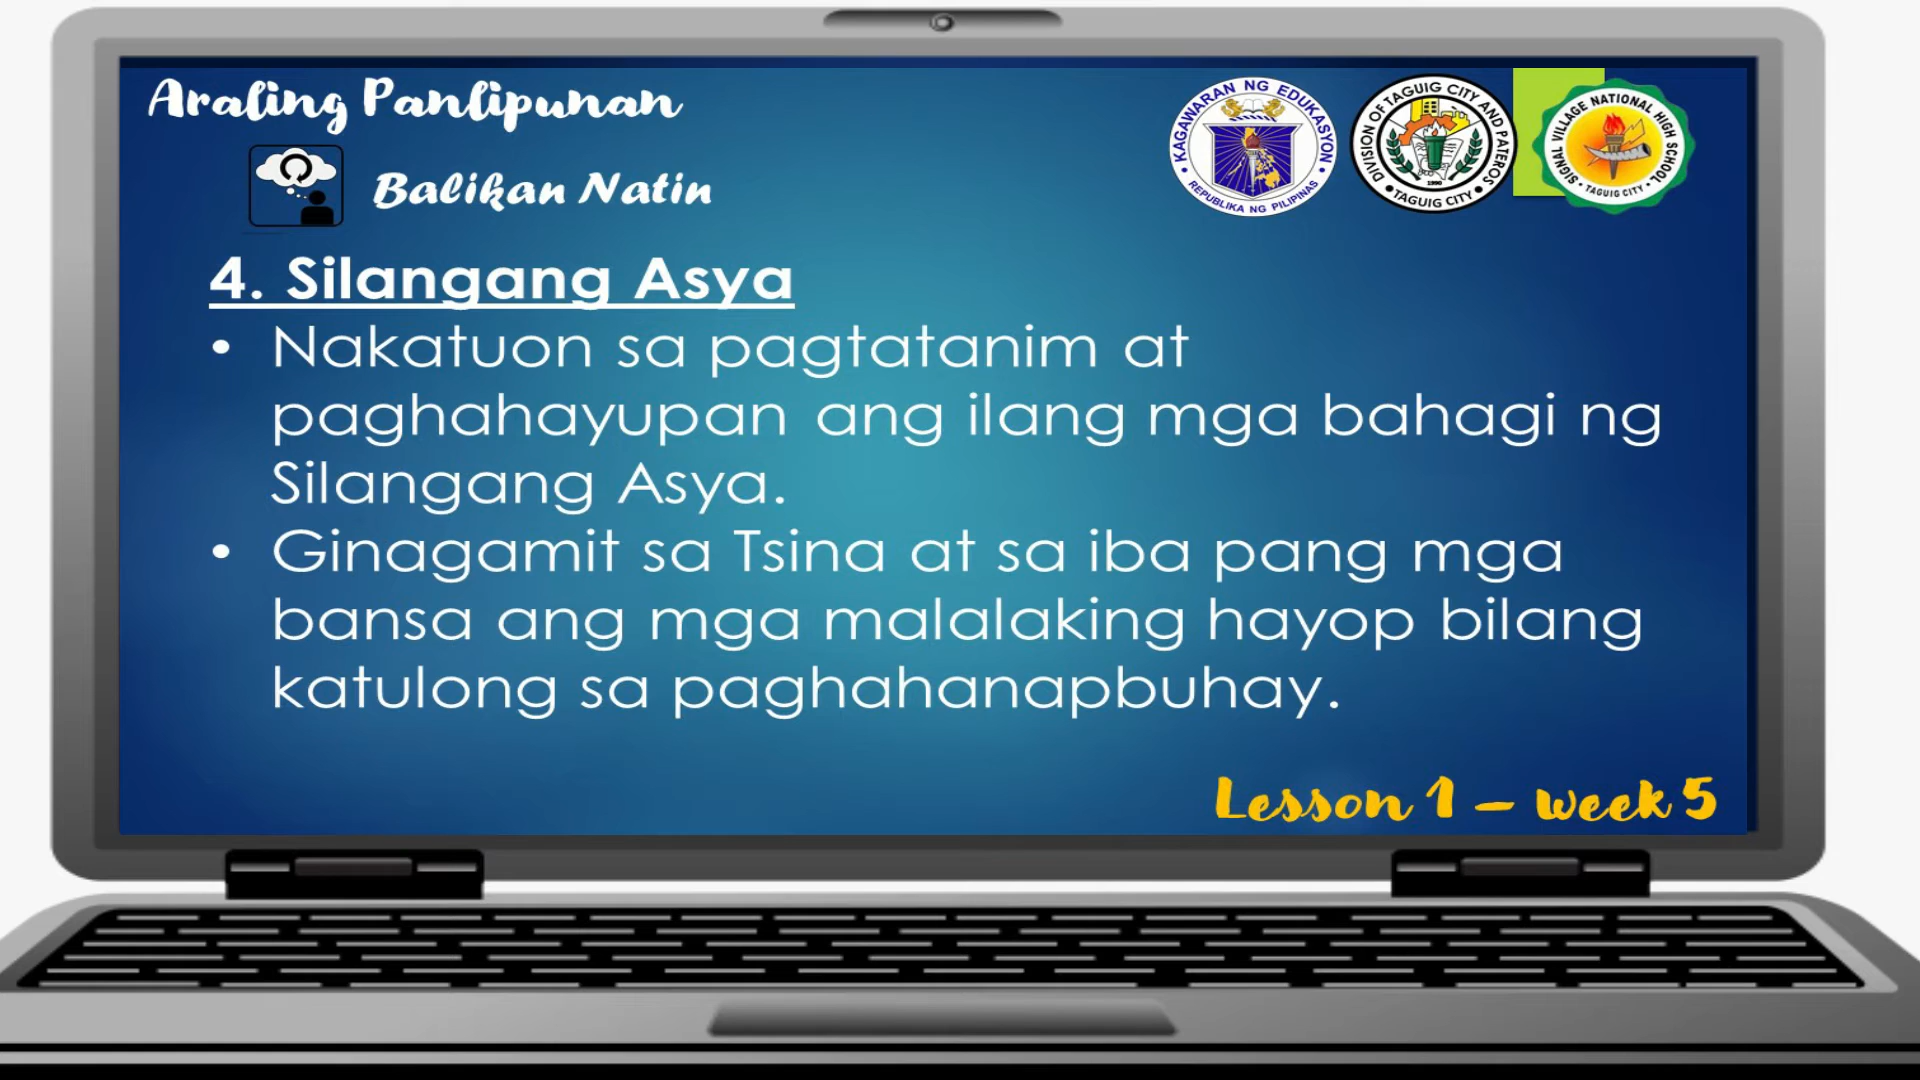 Araling Panlipunan
Balikan Natin
KAGAWARAN NG EDUKASYON
REPUBLIKA NG PILIPINAS
DIVISION OF TAGUIG CITY AND PATEROS
1990
TAGUIG CITY
SIGNAL VILLAGE NATIONAL HIGH SCHOOL
TAGUIG CITY
4. Silangang Asya
• Nakatuon sa pagtatanim at
paghahayupan ang ilang mga bahagi ng
Silangang Asya.
• Ginagamit sa Tsina at sa iba pang mga
bansa ang mga malalaking hayop bilang
katulong sa paghahanapbuhay.
Lesson 1 – week 5